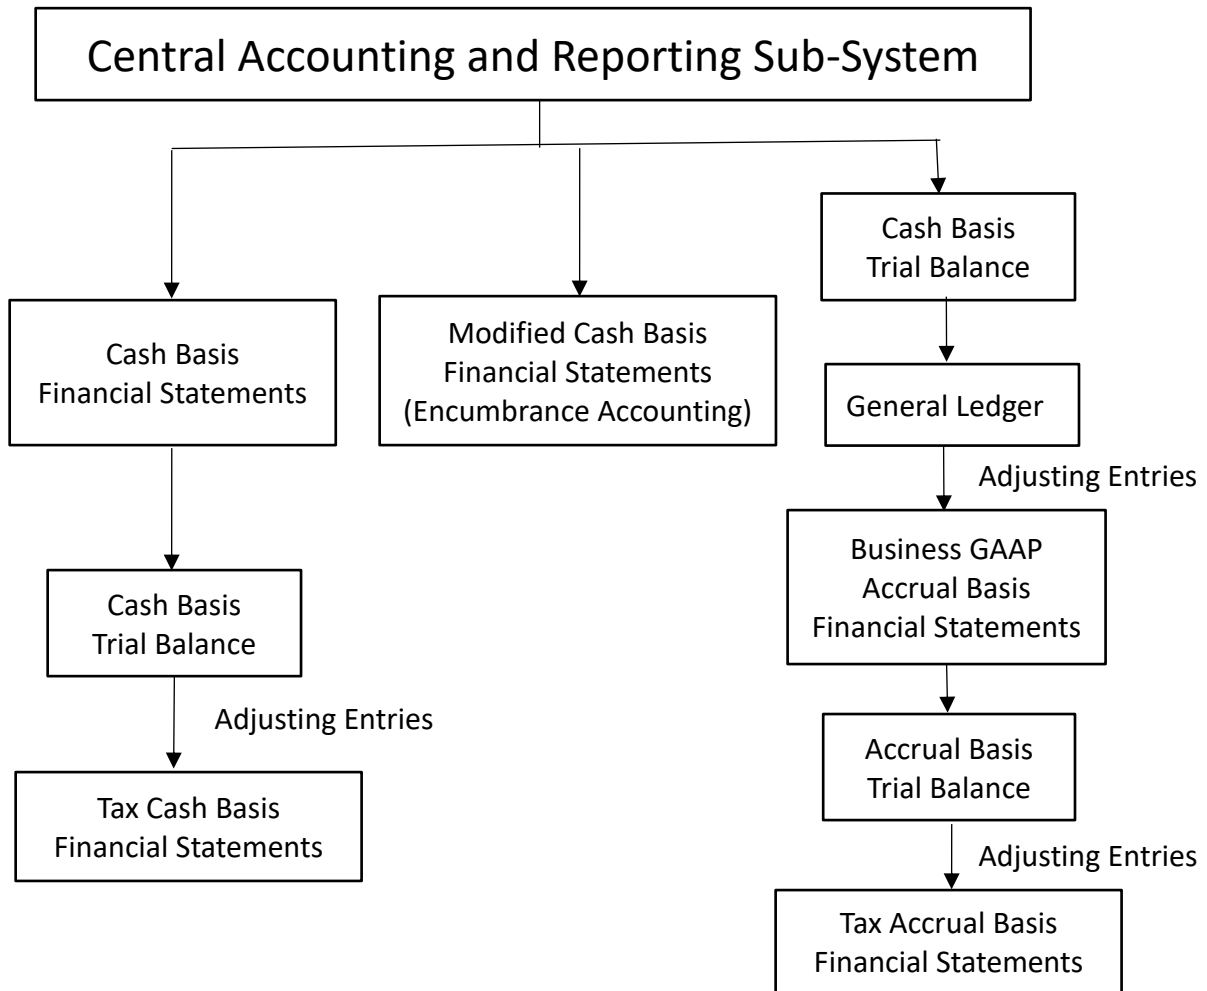 Central Accounting and Reporting Sub-System
Cash Basis
Trial Balance
Cash Basis
Financial Statements
Modified Cash Basis
Financial Statements
(Encumbrance Accounting)
General Ledger
Adjusting Entries
Business GAAP
Accrual Basis
Financial Statements
Cash Basis
Trial Balance
Adjusting Entries
Accrual Basis
Trial Balance
Tax Cash Basis
Financial Statements
Adjusting Entries
Tax Accrual Basis
Financial Statements